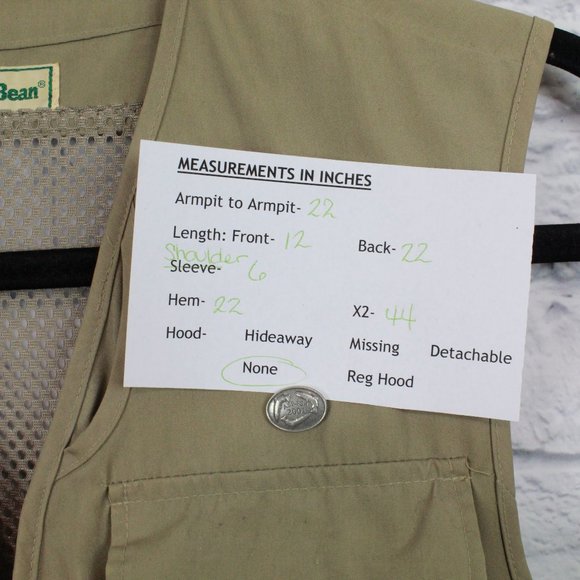 Bean®
MEASUREMENTS IN INCHES
Armpit to Armpit- 22
Length: Front- 12 Back- 22
Shoulder
Sleeve- 6
Hem- 22 X2- 44
Hood- Hideaway Missing Detachable
None Reg Hood